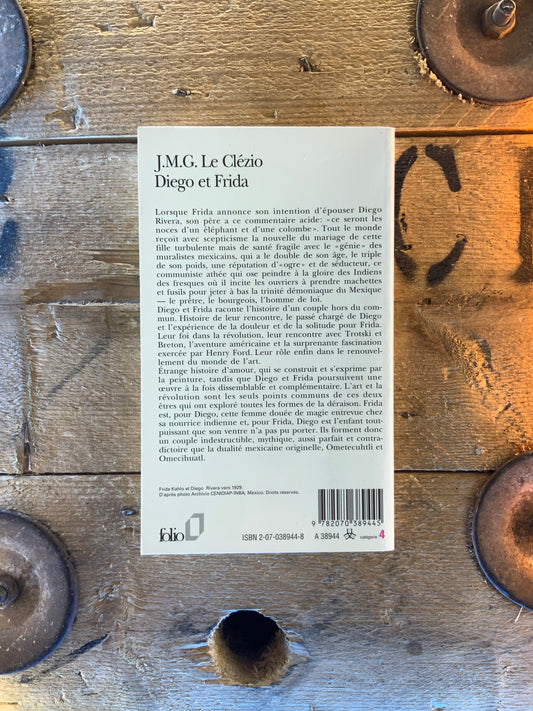 J.M.G. Le Clézio
Diego et Frida
Lorsque Frida annonce son intention d'épouser Diego
Rivera, son père a ce commentaire acide: «ce seront les
noces d'un éléphant et d'une colombe». Tout le monde
reçoit avec scepticisme la nouvelle du mariage de cette
fille turbulente mais de santé fragile avec le «génie» des
muralistes mexicains, qui a le double de son âge, le triple
de son poids, une réputation d'«ogre» et de séducteur, ce
communiste athée qui ose peindre à la gloire des Indiens
des fresques où il incite les ouvriers à prendre machettes
et fusils pour jeter à bas la trinité démoniaque du Mexique
— le prêtre, le bourgeois, l'homme de loi.
Diego et Frida raconte l'histoire d'un couple hors du com-
mun. Histoire de leur rencontre, le passé chargé de Diego
et l'expérience de la douleur et de la solitude pour Frida.
Leur foi dans la révolution, leur rencontre avec Trotski et
Breton, l'aventure américaine et la surprenante fascination
exercée par Henry Ford. Leur rôle enfin dans le renouvel-
lement du monde de l'art.
Étrange histoire d'amour, qui se construit et s'exprime par
la peinture, tandis que Diego et Frida poursuivent une
œuvre à la fois dissemblable et complémentaire. L'art et la
révolution sont les seuls points communs de ces deux
êtres qui ont exploré toutes les formes de la déraison. Frida
est, pour Diego, cette femme douée de magie entrevue chez
sa nourrice indienne et, pour Frida, Diego est l'enfant tout-
puissant que son ventre n'a pas pu porter. Ils forment donc
un couple indestructible, mythique, aussi parfait et contra-
dictoire que la dualité mexicaine originelle, Ometecuhtli et
Omecihuatl.
Frida Kahlo et Diego Rivera vers 1929.
D'après photo Archivio CENIDIAP-INBA, Mexico. Droits réservés.
9 782070 389445
folio
ISBN 2-07-038944-8 A 38944 catégorie 4